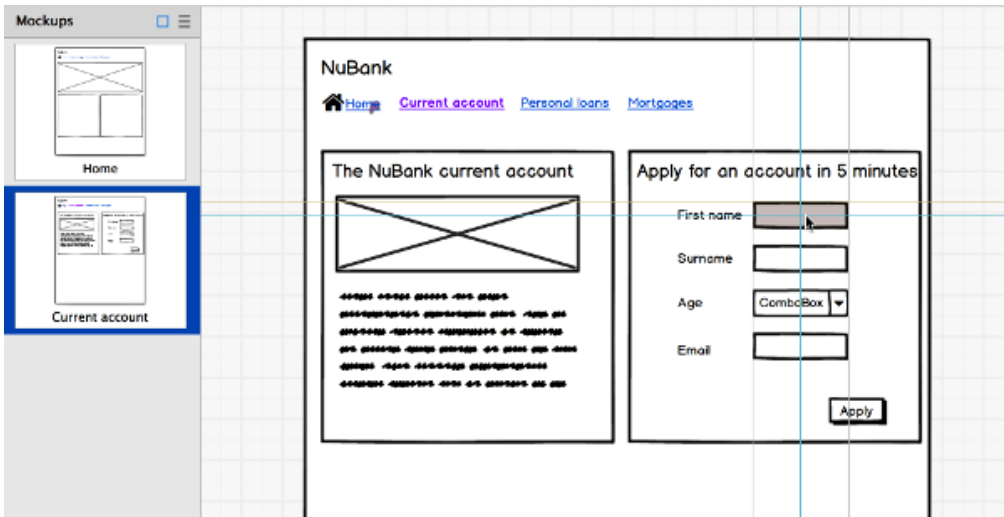 Mockups
Home
Current account
NuBank
Home Current account Personal loans Mortgages
The NuBank current account
Apply for an account in 5 minutes
First name
Surname
Age ComboBox
Email
Apply